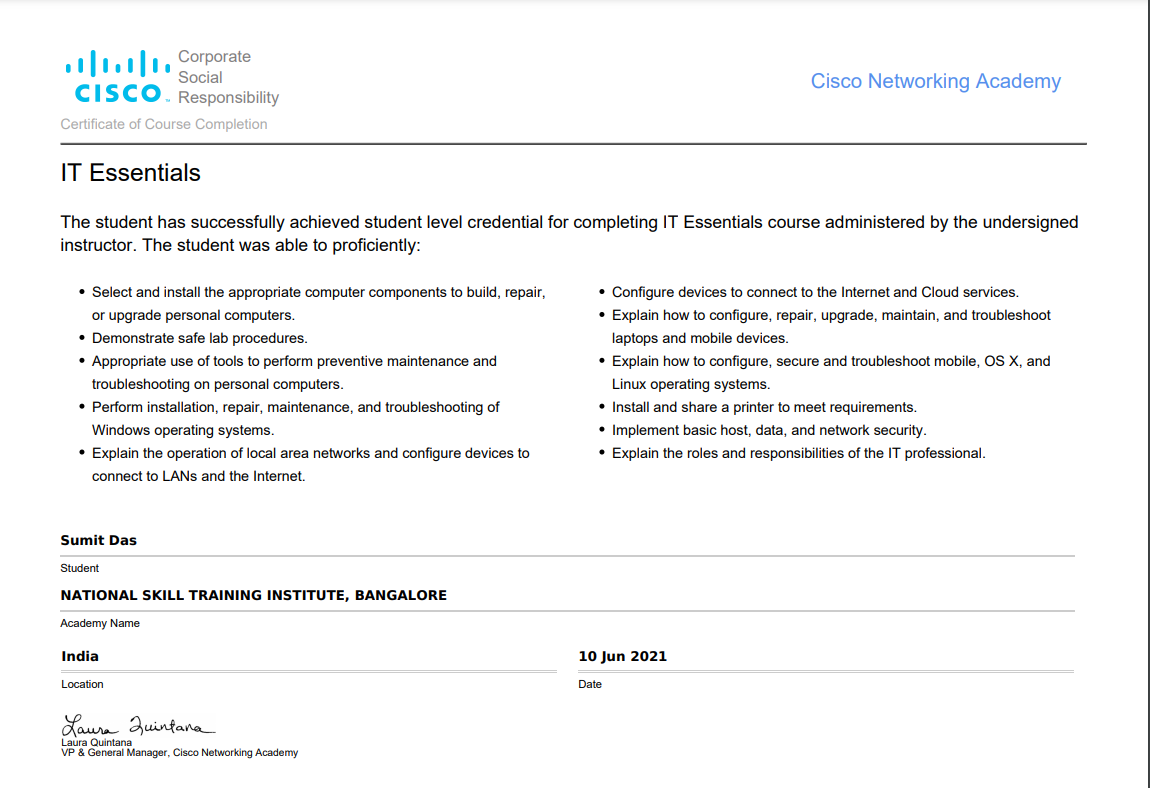 Corporate
Social
Responsibility
CISCO™
Cisco Networking Academy
Certificate of Course Completion
IT Essentials
The student has successfully achieved student level credential for completing IT Essentials course administered by the undersigned
instructor. The student was able to proficiently:
• Select and install the appropriate computer components to build, repair,
or upgrade personal computers.
• Demonstrate safe lab procedures.
• Appropriate use of tools to perform preventive maintenance and
troubleshooting on personal computers.
• Perform installation, repair, maintenance, and troubleshooting of
Windows operating systems.
• Explain the operation of local area networks and configure devices to
connect to LANs and the Internet.
• Configure devices to connect to the Internet and Cloud services.
• Explain how to configure, repair, upgrade, maintain, and troubleshoot
laptops and mobile devices.
• Explain how to configure, secure and troubleshoot mobile, OS X, and
Linux operating systems.
• Install and share a printer to meet requirements.
• Implement basic host, data, and network security.
• Explain the roles and responsibilities of the IT professional.
Sumit Das
Student
NATIONAL SKILL TRAINING INSTITUTE, BANGALORE
Academy Name
India
Location
10 Jun 2021
Date
Laura Quintana
Laura Quintana
VP & General Manager, Cisco Networking Academy